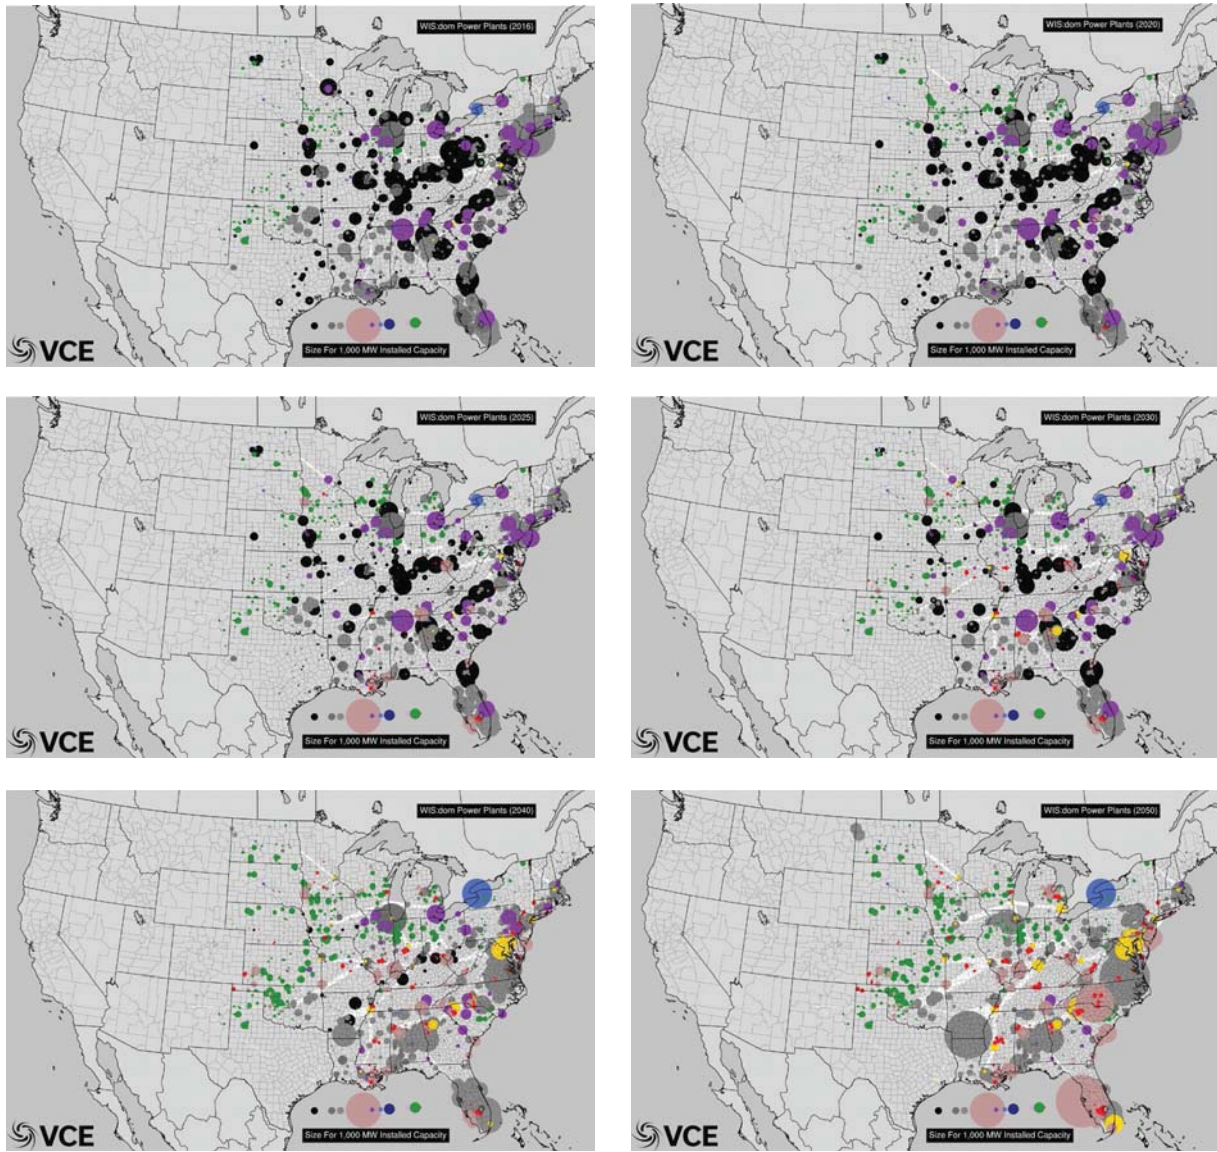 WIS:dom Power Plants (2016)
VCE
Size For 1,000 MW Installed Capacity
WIS:dom Power Plants (2020)
VCE
Size For 1,000 MW Installed Capacity
WIS:dom Power Plants (2025)
VCE
Size For 1,000 MW Installed Capacity
WIS:dom Power Plants (2030)
VCE
Size For 1,000 MW Installed Capacity
WIS:dom Power Plants (2040)
VCE
Size For 1,000 MW Installed Capacity
WIS:dom Power Plants (2050)
VCE
Size For 1,000 MW Installed Capacity